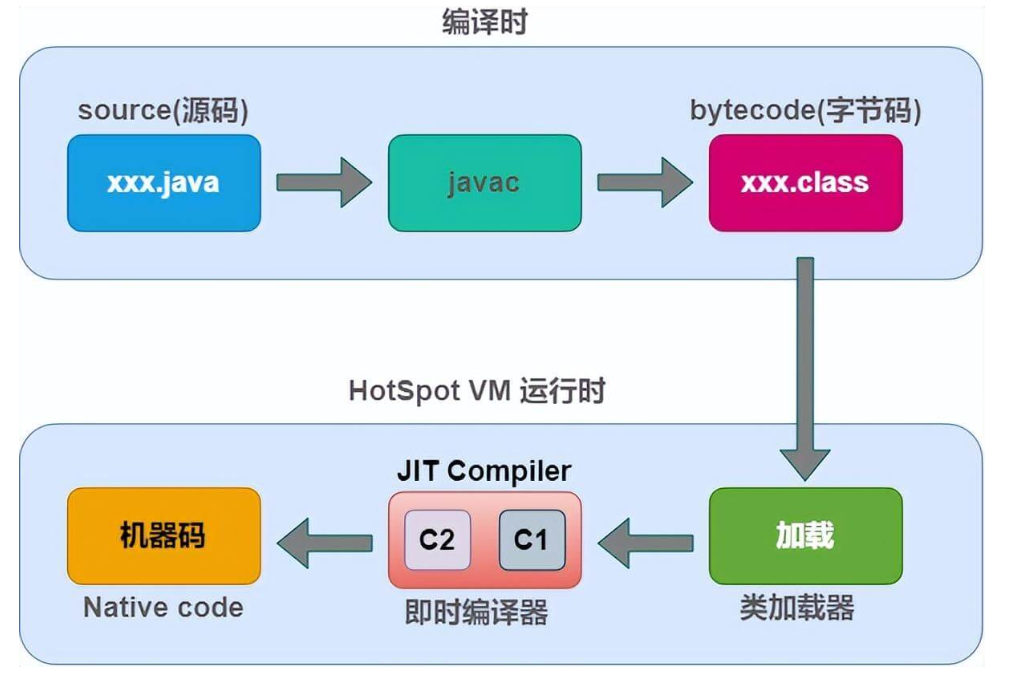 编译时
source(源码)
bytecode(字节码)
xxx.java
javac
xxx.class
HotSpot VM 运行时
JIT Compiler
机器码
C2
C1
加载
Native code
即时编译器
类加载器